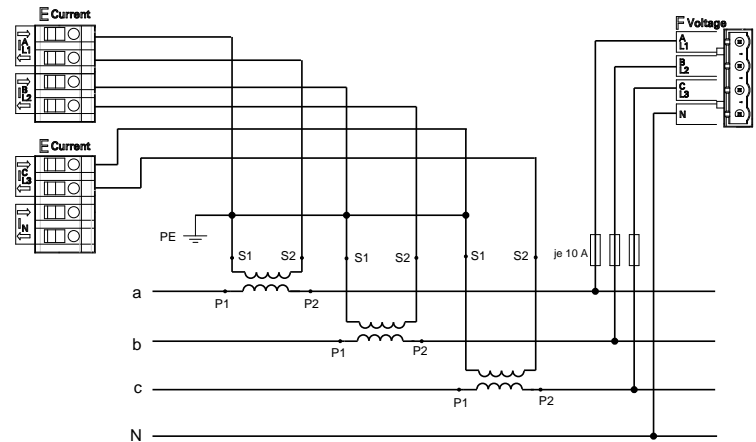 E Current
A
L1
B
L2
E Current
C
L3
N
F Voltage
A
L1
B
L2
C
L3
N
PE
S1
S2
S1
S2
S1
S2
je 10 A
a
P1
P2
b
P1
P2
c
P1
P2
N